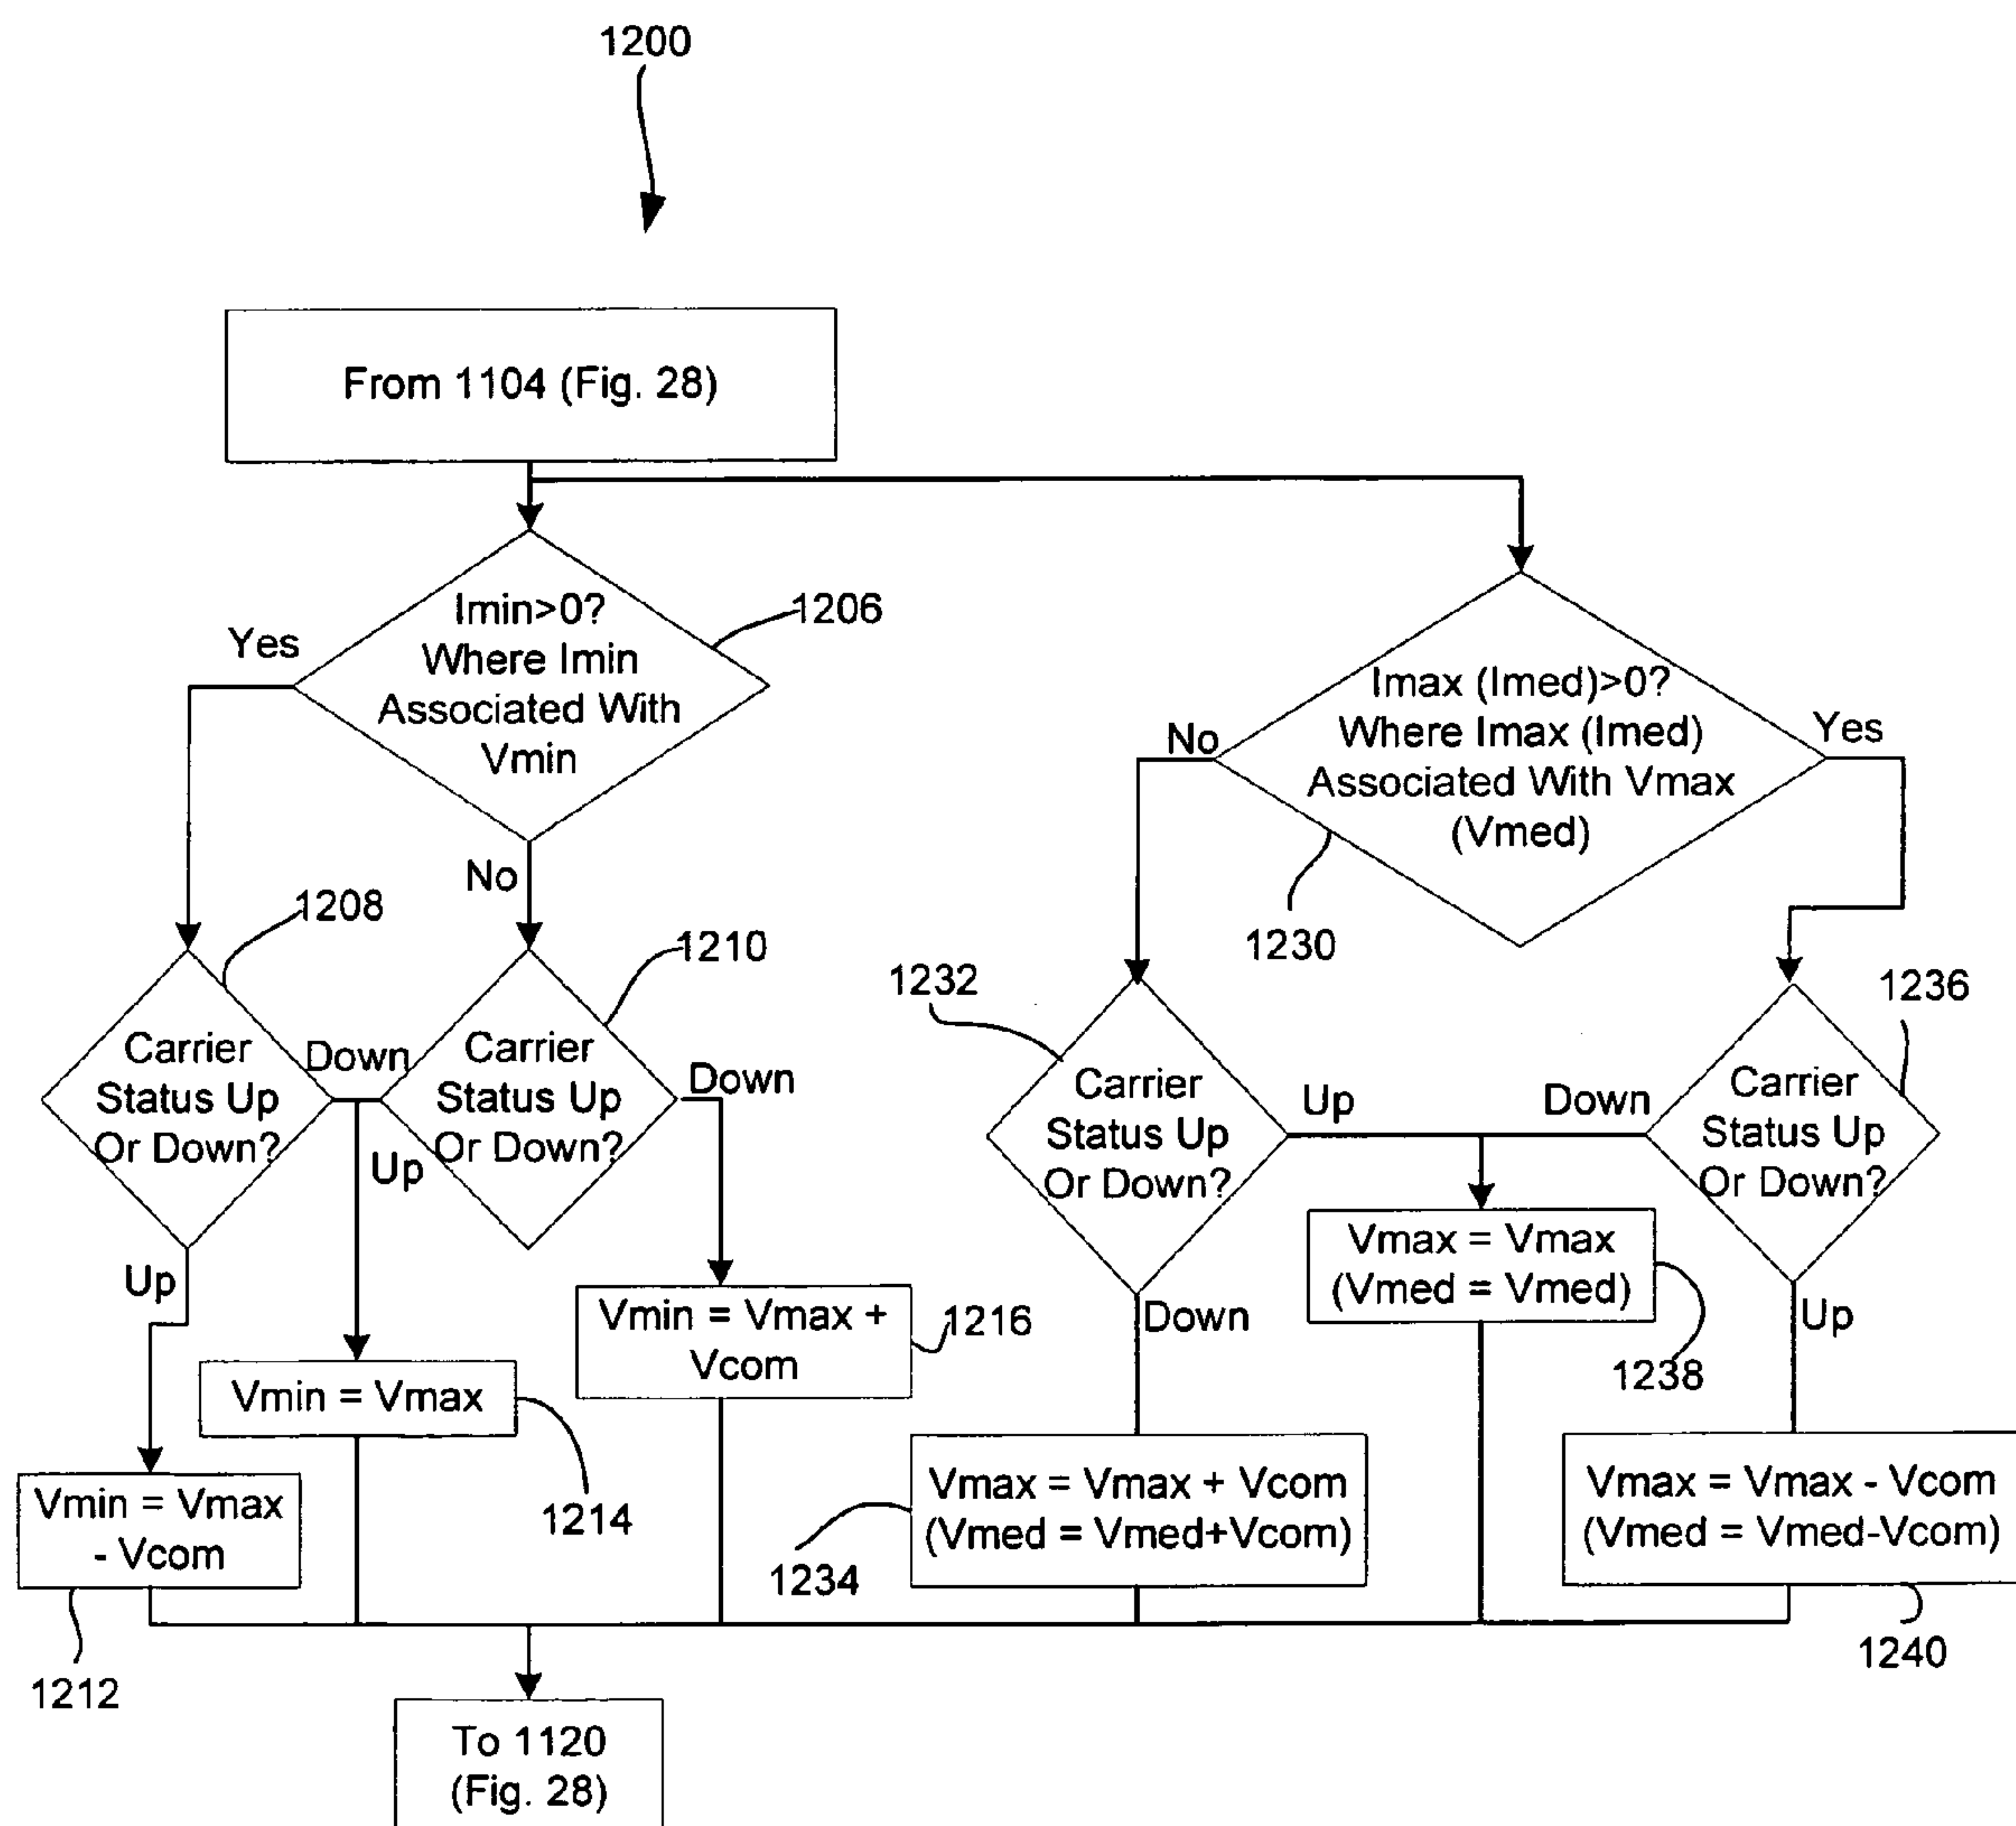 1200
From 1104 (Fig. 28)
Imin>0?
Where Imin
Associated With
Vmin
1206
Yes
No
Imax (Imed)>0?
Where Imax (Imed)
Associated With Vmax
(Vmed)
No
Yes
1230
1208
Carrier
Status Up
Or Down?
Down
Up
1210
Carrier
Status Up
Or Down?
Up
Down
1232
Carrier
Status Up
Or Down?
Up
Down
1236
Carrier
Status Up
Or Down?
Down
Up
Vmin = Vmax
- Vcom
1212
Vmin = Vmax
1214
Vmin = Vmax +
Vcom
1216
Vmax = Vmax + Vcom
(Vmed = Vmed+Vcom)
1234
Vmax = Vmax
(Vmed = Vmed)
1238
Vmax = Vmax - Vcom
(Vmed = Vmed-Vcom)
1240
To 1120
(Fig. 28)